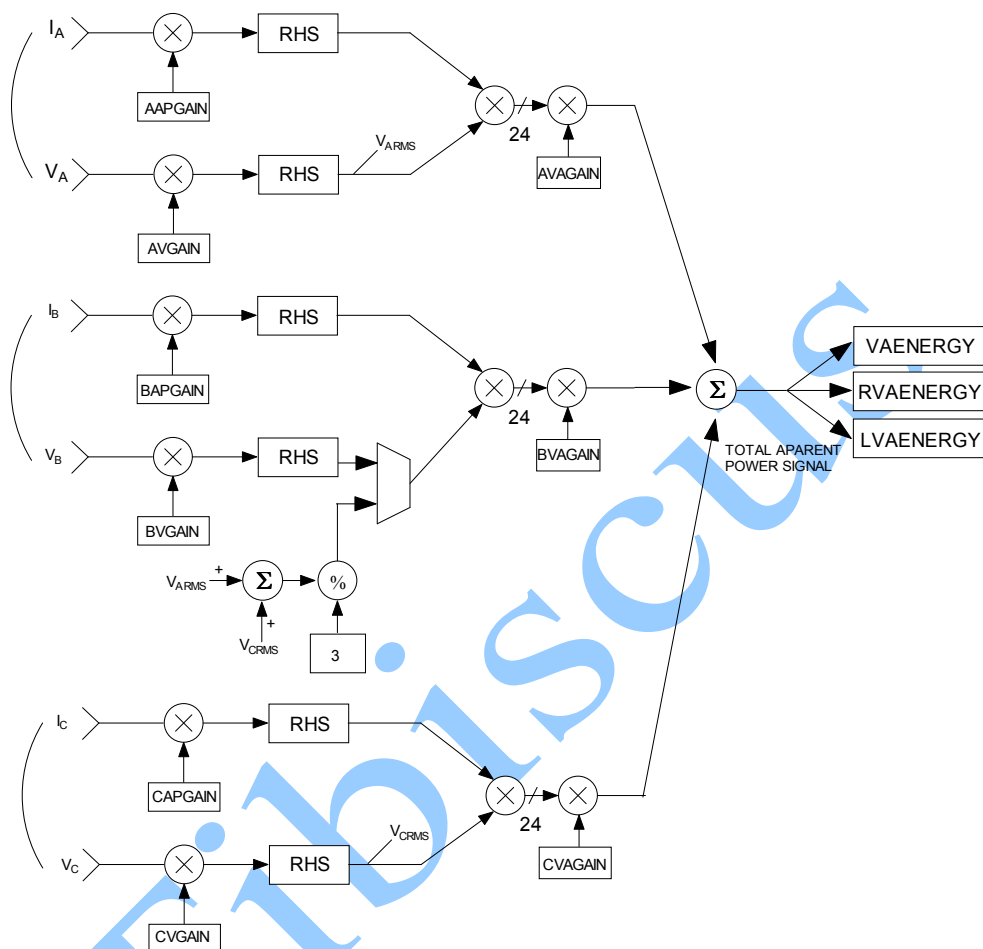 IA
RHS
AAPGAIN
24
AVAGAIN
VA
RHS
VARMS
AVGAIN
IB
RHS
BAPGAIN
24
BVAGAIN
VB
RHS
BVGAIN
VARMS
+
Σ
%
+
VCRMS
3
Σ
TOTAL APARENT
POWER SIGNAL
VAENERGY
RVAENERGY
LVAENERGY
IC
RHS
CAPGAIN
24
CVAGAIN
VC
RHS
VCRMS
CVGAIN
Tibiscus